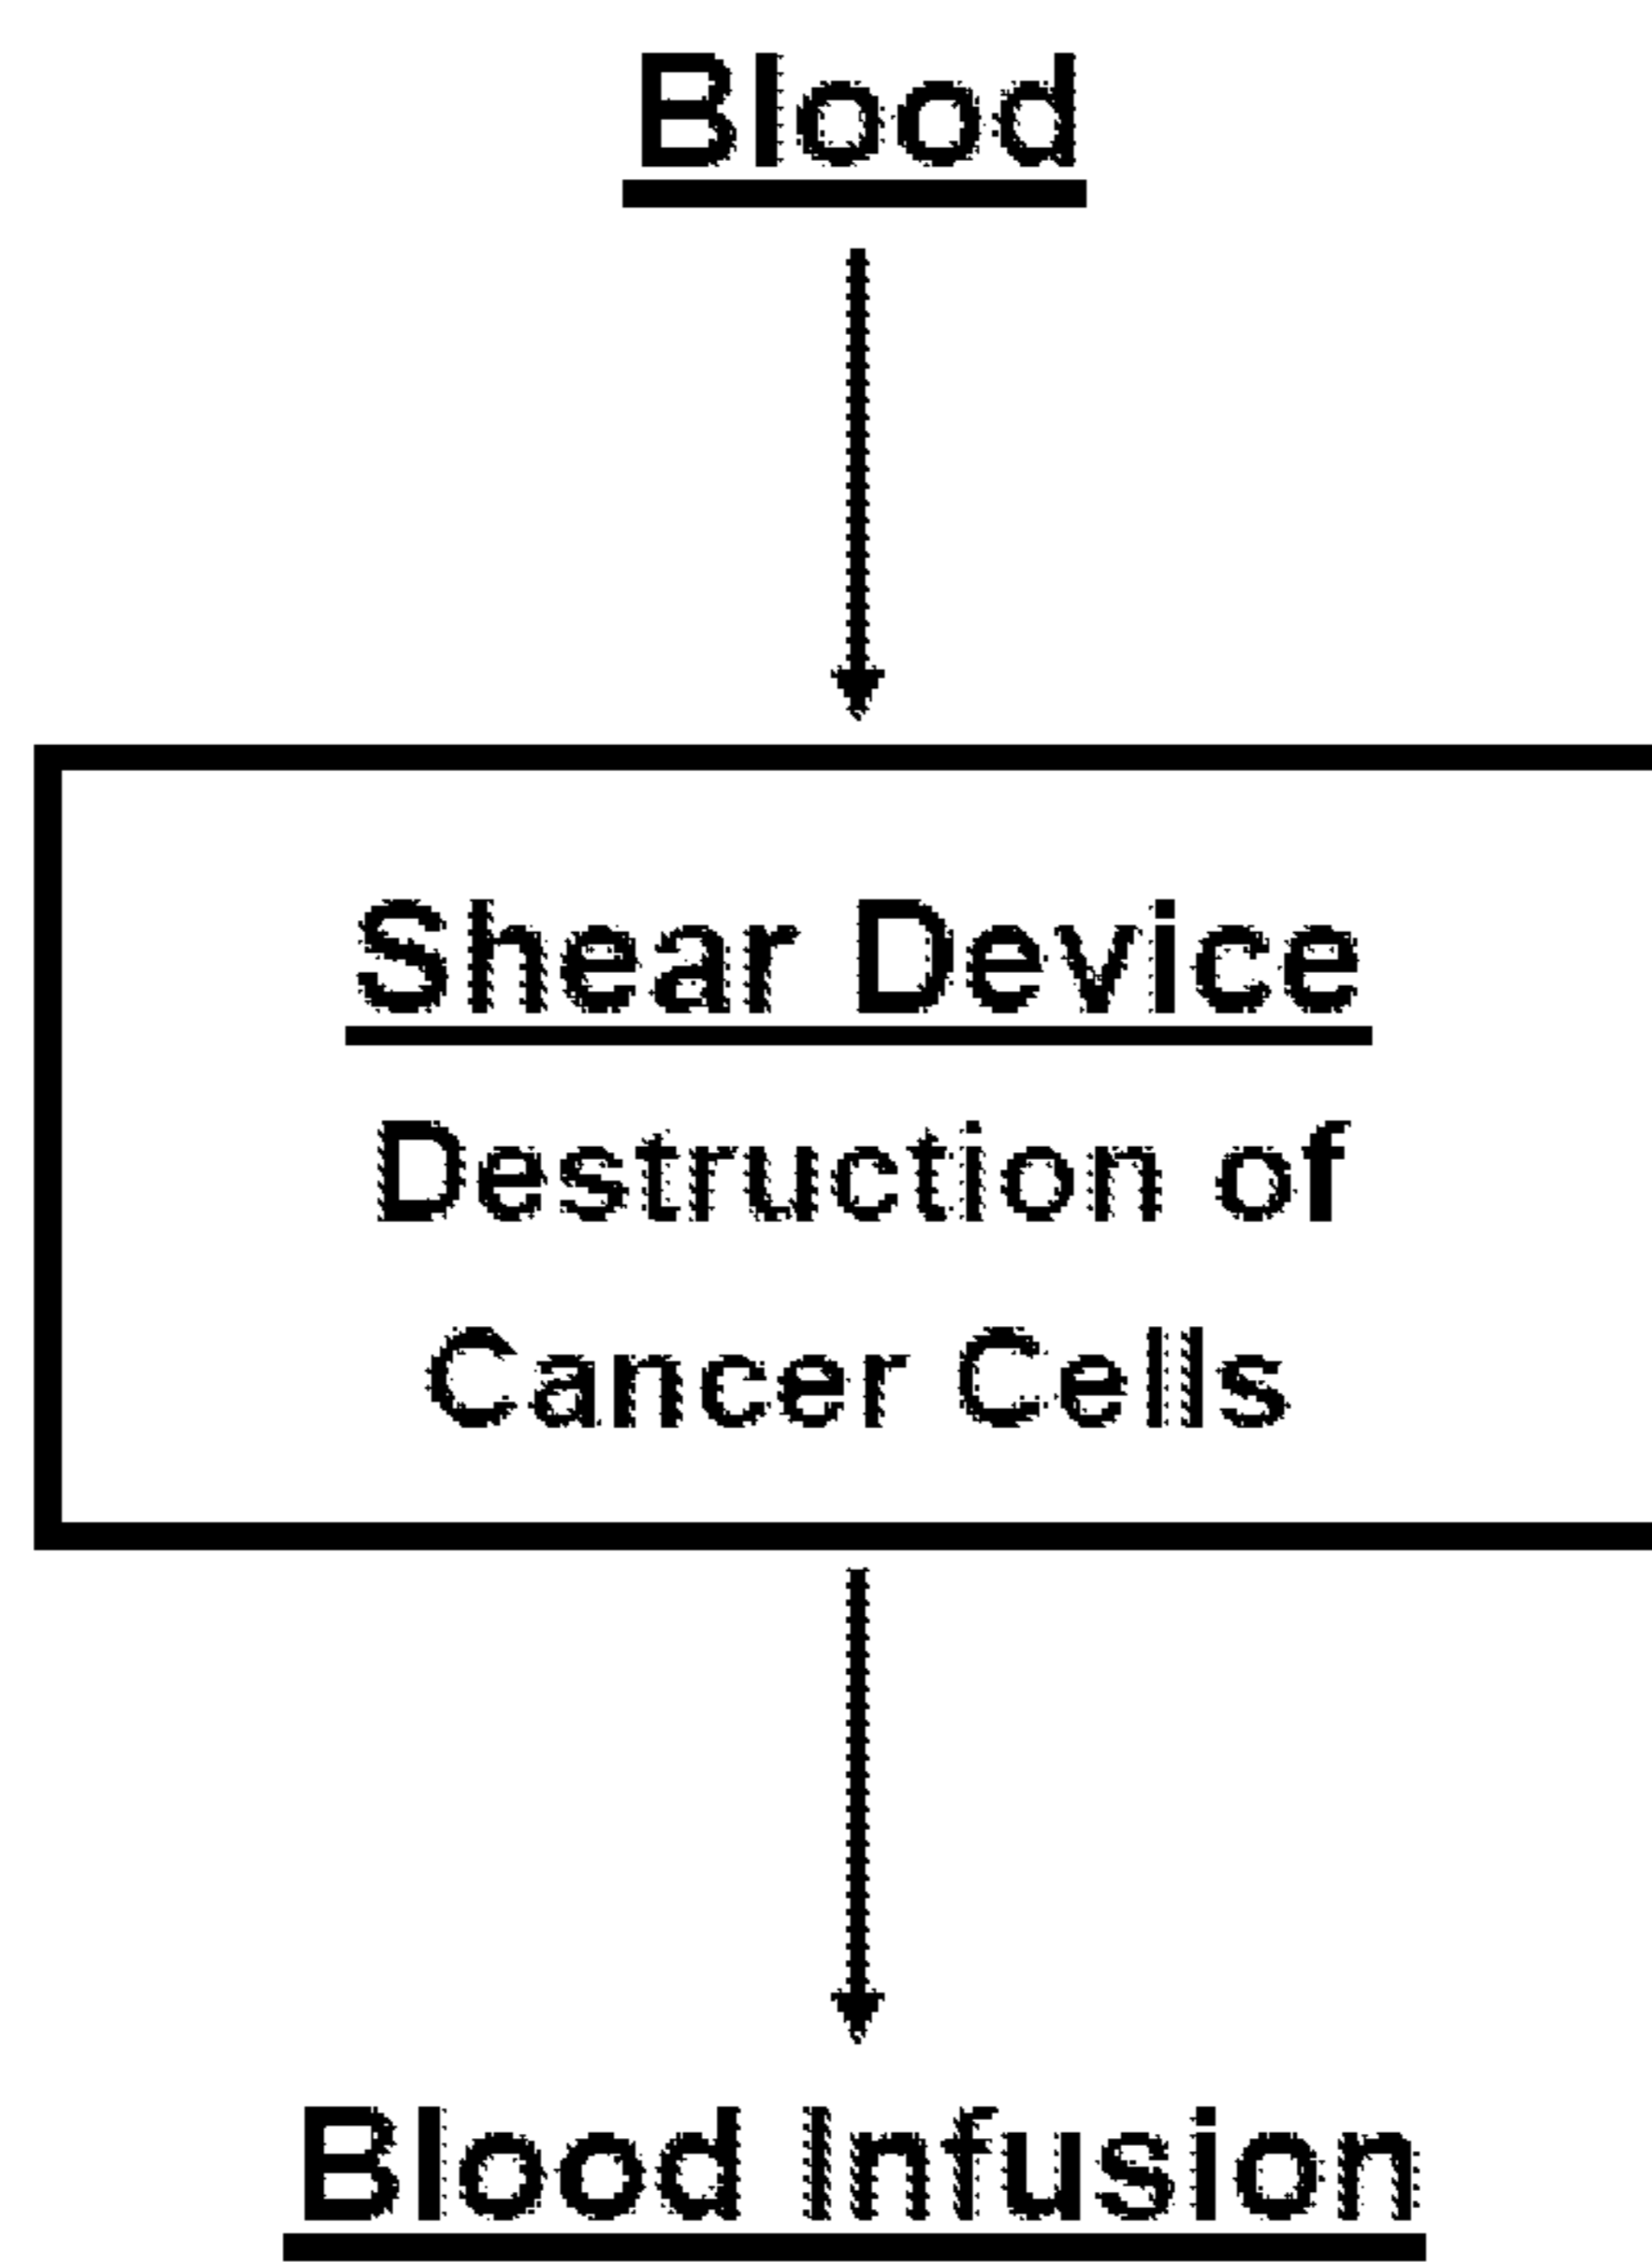 Blood
Shear Device
Destruction of
Cancer Cells
Blood Infusion